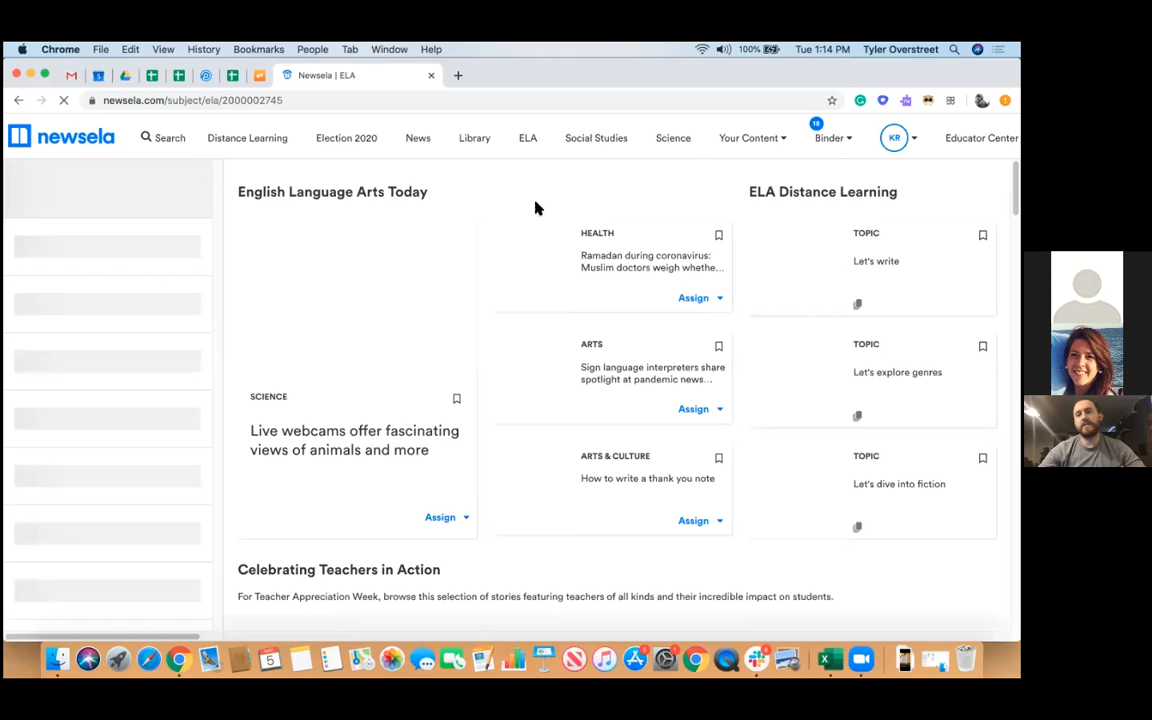 Chrome File Edit View History Bookmarks People Tab Window Help 100% Tue 1:14 PM Tyler Overstreet
Newsela | ELA
newsela.com/subject/ela/2000002745
newsela Search Distance Learning Election 2020 News Library ELA Social Studies Science Your Content 18 Binder KR Educator Center
English Language Arts Today
SCIENCE
Live webcams offer fascinating
views of animals and more
Assign
HEALTH
Ramadan during coronavirus:
Muslim doctors weigh whethe...
Assign
ARTS
Sign language interpreters share
spotlight at pandemic news...
Assign
ARTS & CULTURE
How to write a thank you note
Assign
ELA Distance Learning
TOPIC
Let's write
TOPIC
Let's explore genres
TOPIC
Let's dive into fiction
Celebrating Teachers in Action
For Teacher Appreciation Week, browse this selection of stories featuring teachers of all kinds and their incredible impact on students.
5